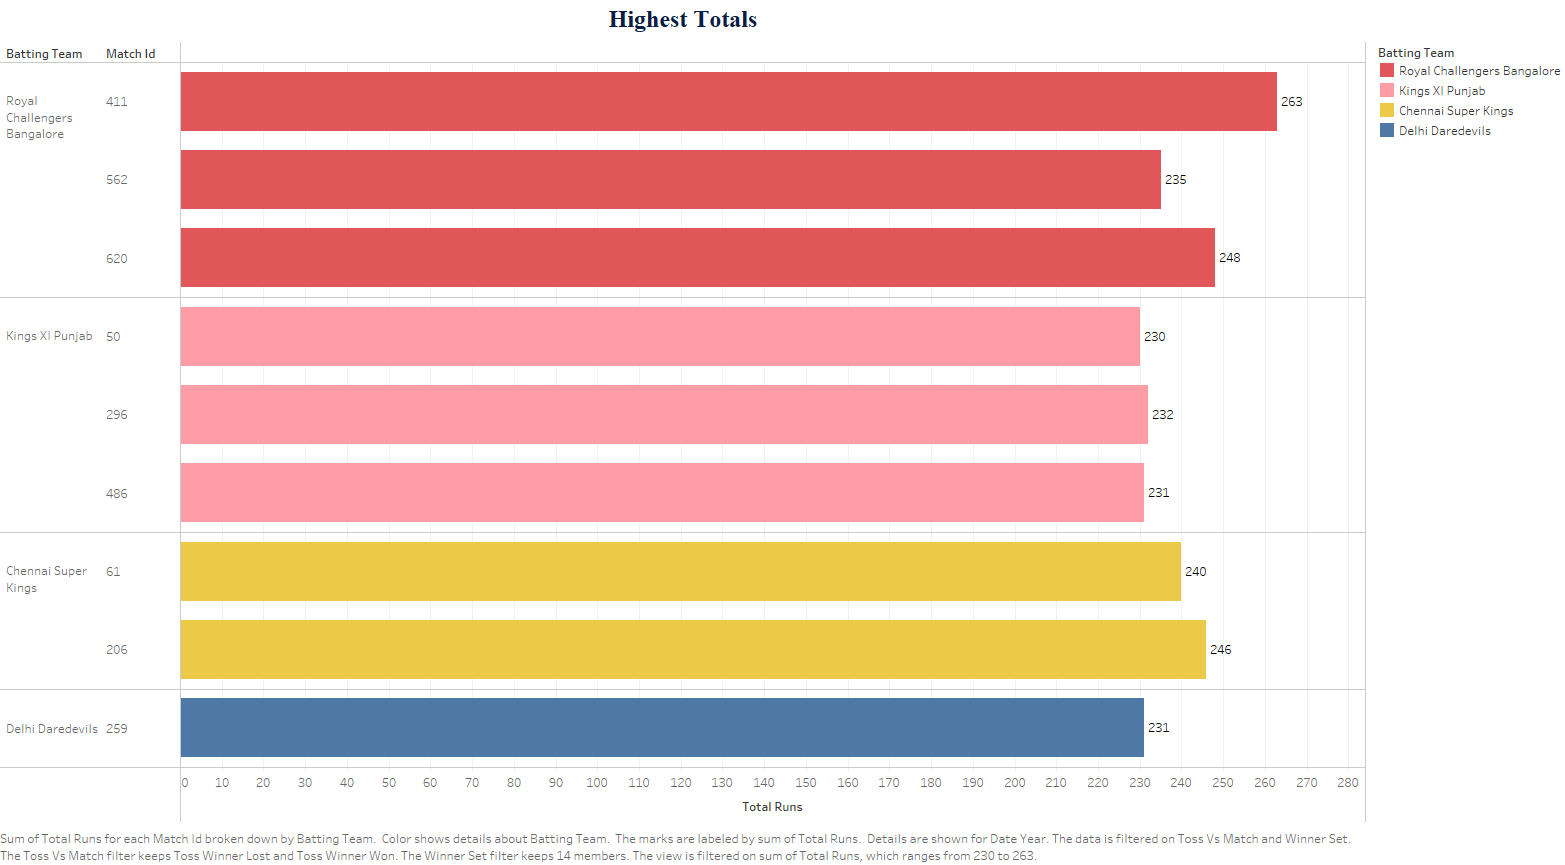 Highest Totals
Batting Team Match Id
Royal Challengers Bangalore 411 263
562 235
620 248
Kings XI Punjab 50 230
296 232
486 231
Chennai Super Kings 61 240
206 246
Delhi Daredevils 259 231
0 10 20 30 40 50 60 70 80 90 100 110 120 130 140 150 160 170 180 190 200 210 220 230 240 250 260 270 280
Total Runs
Batting Team
Royal Challengers Bangalore
Kings XI Punjab
Chennai Super Kings
Delhi Daredevils
Sum of Total Runs for each Match Id broken down by Batting Team. Color shows details about Batting Team. The marks are labeled by sum of Total Runs. Details are shown for Date Year. The data is filtered on Toss Vs Match and Winner Set.
The Toss Vs Match filter keeps Toss Winner Lost and Toss Winner Won. The Winner Set filter keeps 14 members. The view is filtered on sum of Total Runs, which ranges from 230 to 263.